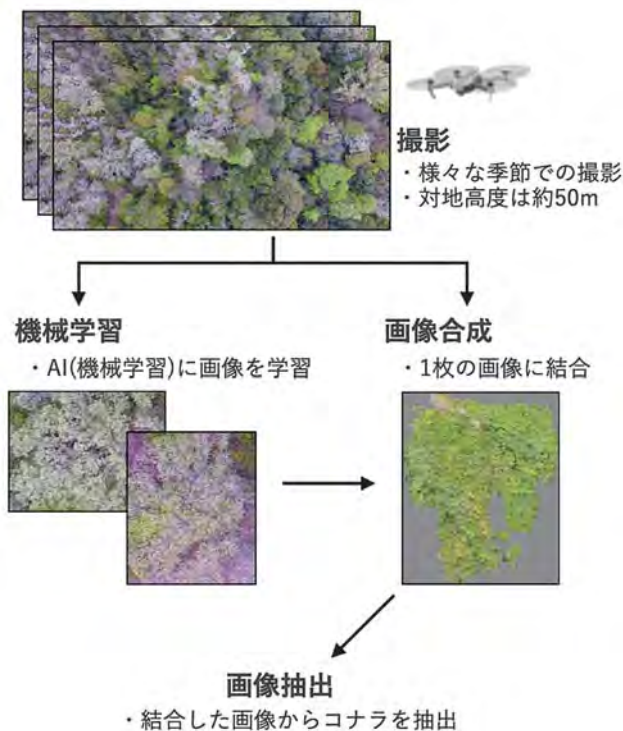 撮影
・様々な季節での撮影
・対地高度は約50m
機械学習
・AI(機械学習)に画像を学習
画像合成
・1枚の画像に結合
画像抽出
・結合した画像からコナラを抽出